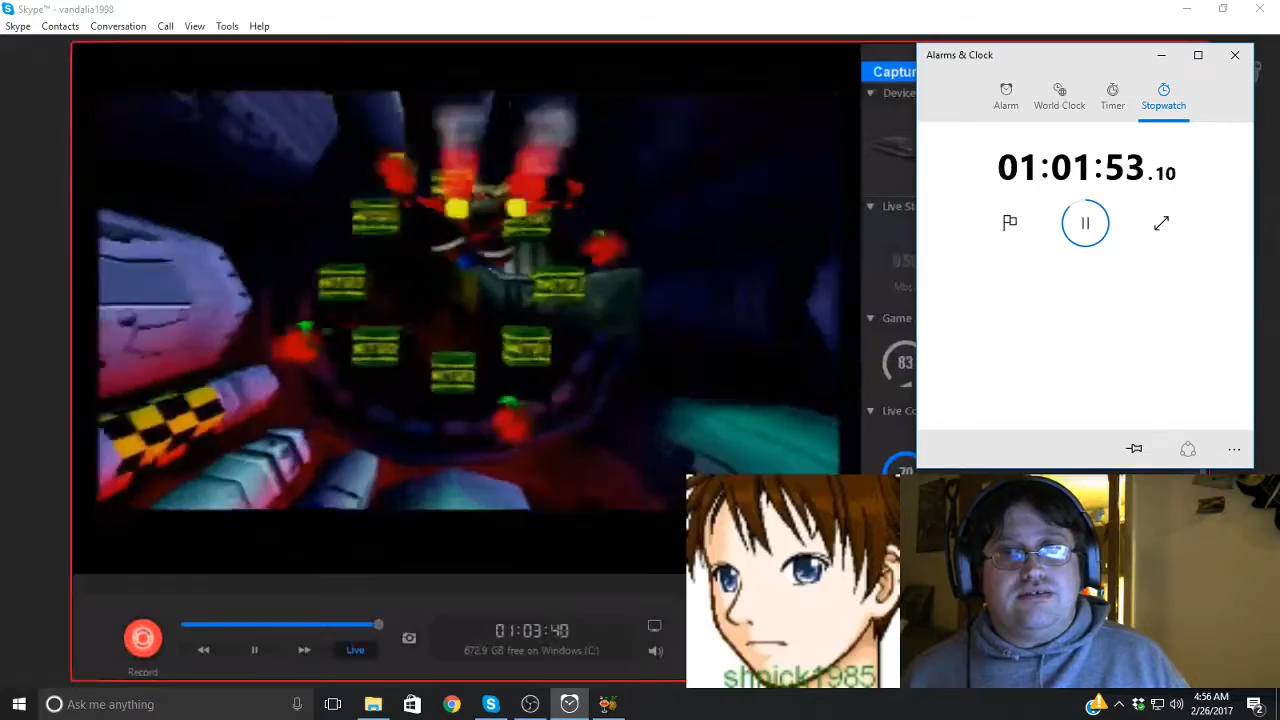 Skype™ - vandalia1998
Skype Contacts Conversation Call View Tools Help
Captur
Device
Live St
Game
83
Live Co
70
Alarms & Clock
Alarm World Clock Timer Stopwatch
01:01:53.10
01:03:40
672.9 GB free on Windows (C:)
Live
Record
shpick1985
Ask me anything
4:56 AM
2/26/2017
2